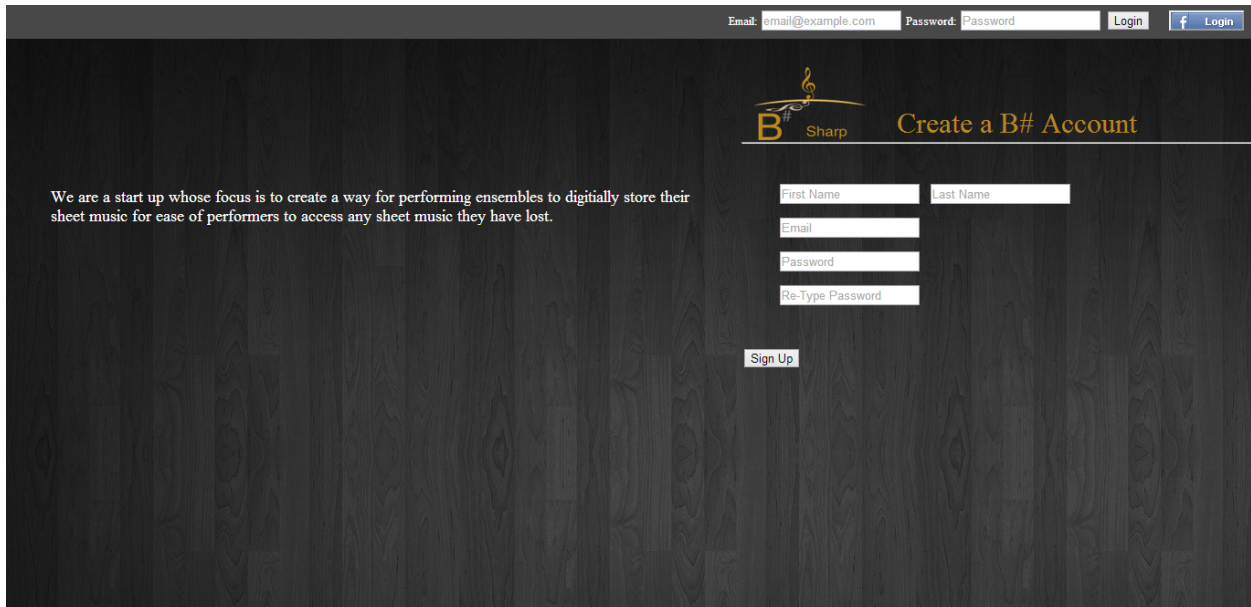 Email: email@example.com Password: Password Login f Login
B# Sharp Create a B# Account
We are a start up whose focus is to create a way for performing ensembles to digitially store their
sheet music for ease of performers to access any sheet music they have lost.
First Name Last Name
Email
Password
Re-Type Password
Sign Up